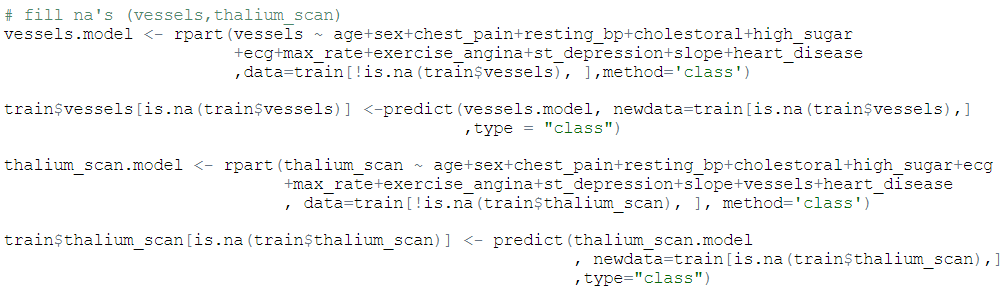 # fill na's (vessels,thalium_scan)
vessels.model <- rpart(vessels ~ age+sex+chest_pain+resting_bp+cholestoral+high_sugar
+ecg+max_rate+exercise_angina+st_depression+slope+heart_disease
,data=train[!is.na(train$vessels), ],method='class')
train$vessels[is.na(train$vessels)] <-predict(vessels.model, newdata=train[is.na(train$vessels),]
,type = "class")
thalium_scan.model <- rpart(thalium_scan ~ age+sex+chest_pain+resting_bp+cholestoral+high_sugar+ecg
+max_rate+exercise_angina+st_depression+slope+vessels+heart_disease
, data=train[!is.na(train$thalium_scan), ], method='class')
train$thalium_scan[is.na(train$thalium_scan)] <- predict(thalium_scan.model
, newdata=train[is.na(train$thalium_scan),]
,type="class")